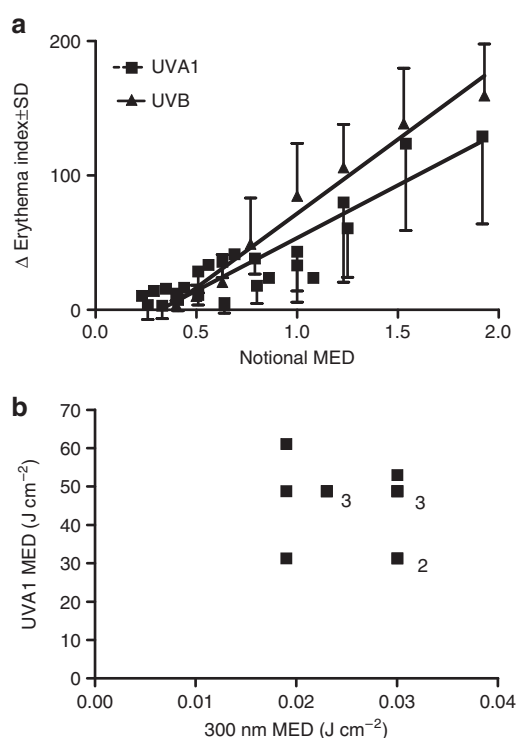 a
UVA1
UVB
Δ Erythema index±SD
200
100
0
0.0 0.5 1.0 1.5 2.0
Notional MED
b
UVA1 MED (J cm⁻²)
70
60
50
40
30
20
10
0
3 3
2
0.00 0.01 0.02 0.03 0.04
300 nm MED (J cm⁻²)